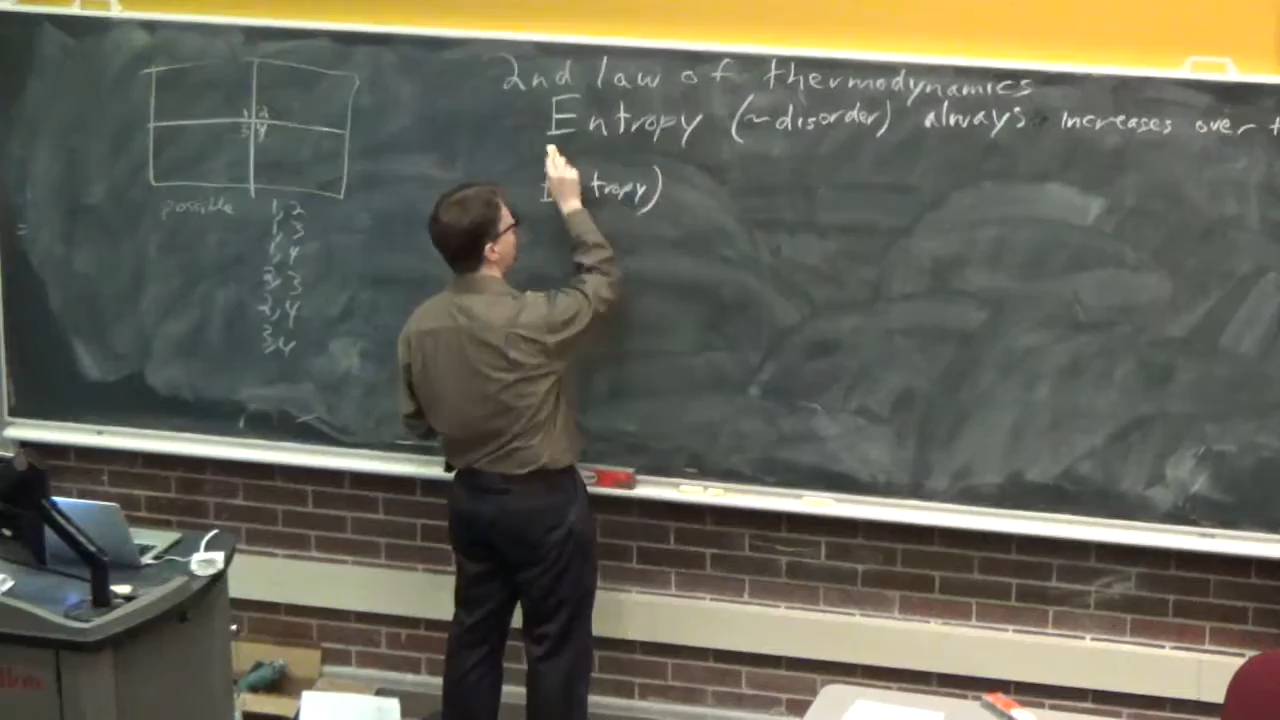 1 2
3 4
possible
1, 2
1, 3
1, 4
2, 3
2, 4
3, 4
=
2nd law of thermodynamics
Entropy (~disorder) always increases over t
tropy)